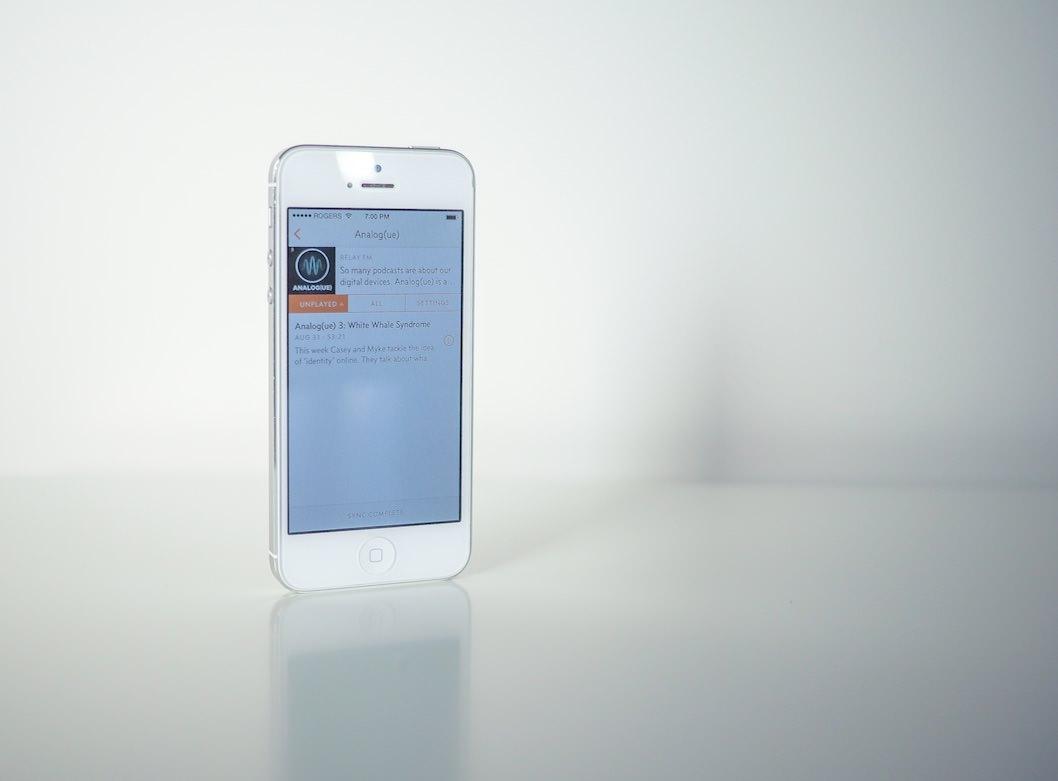 ROGERS 7:00 PM
Analog(ue)
RELAY FM
So many podcasts are about our
digital devices. Analog(ue) is a ...
ANALOG(UE)
UNPLAYED ALL SETTINGS
Analog(ue) 3: White Whale Syndrome
AUG 31 · 53:21
This week Casey and Myke tackle the idea
of "identity" online. They talk about wha...
SYNC COMPLETE